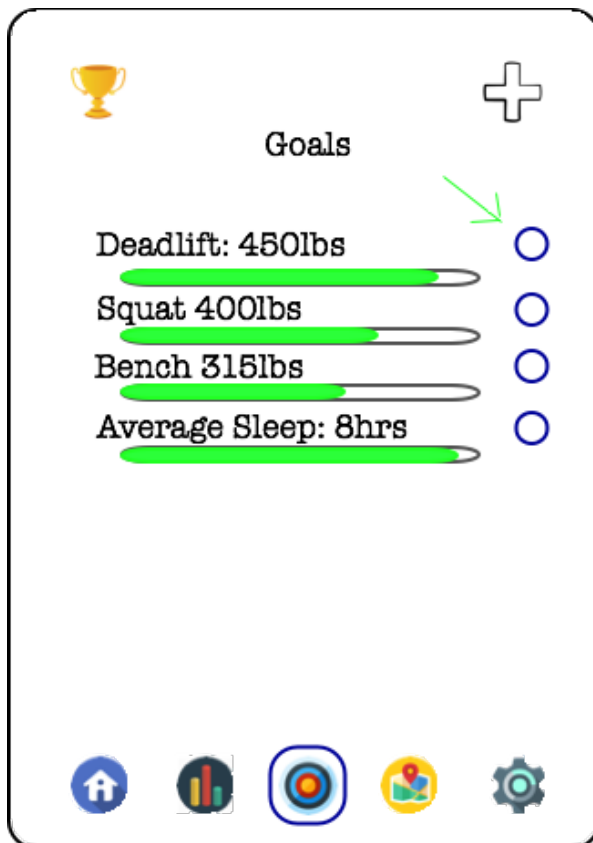 Goals
Deadlift: 450lbs
Squat 400lbs
Bench 315lbs
Average Sleep: 8hrs